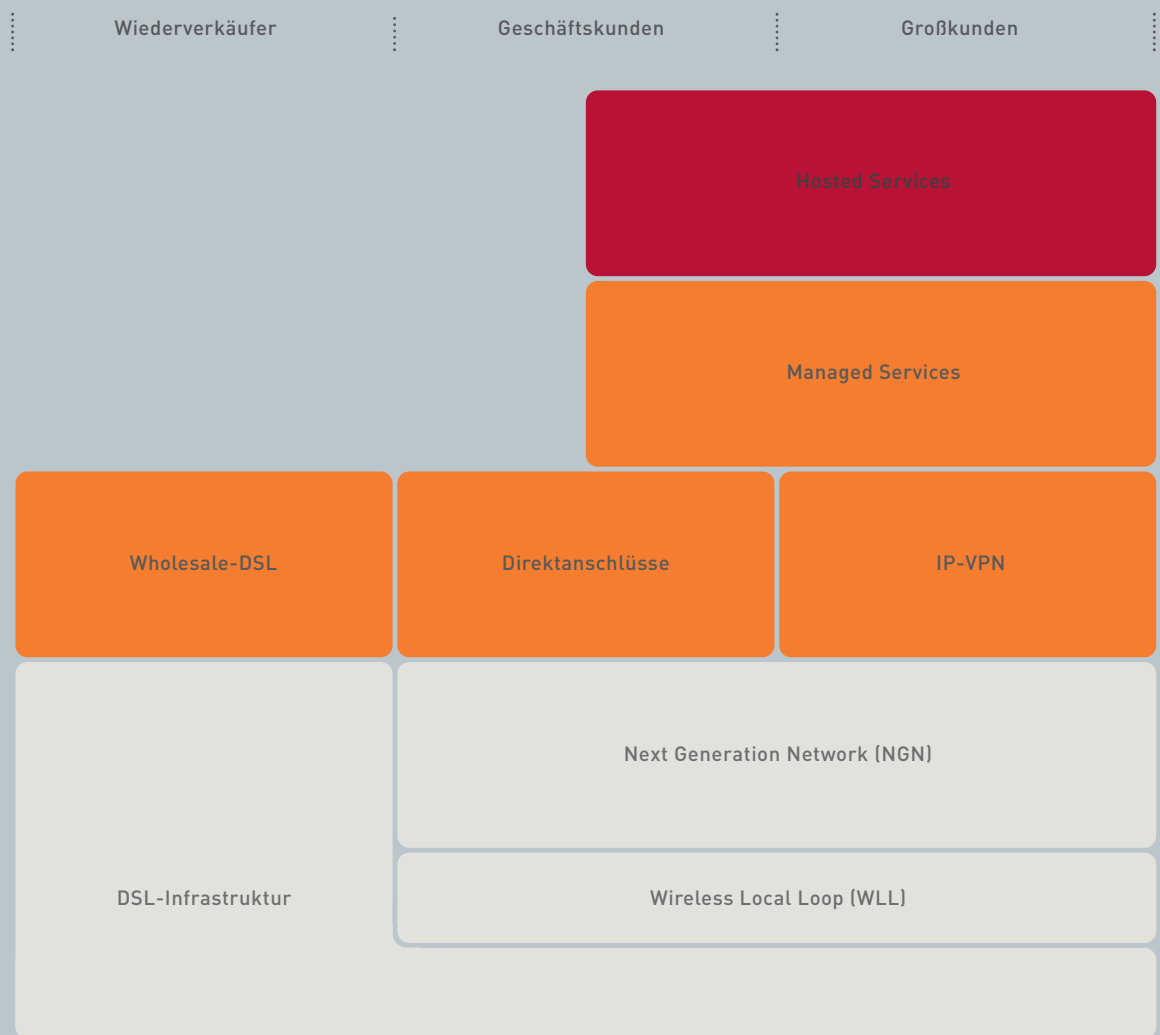 Wiederverkäufer
Geschäftskunden
Großkunden
Hosted Services
Managed Services
Wholesale-DSL
Direktanschlüsse
IP-VPN
Next Generation Network (NGN)
DSL-Infrastruktur
Wireless Local Loop (WLL)